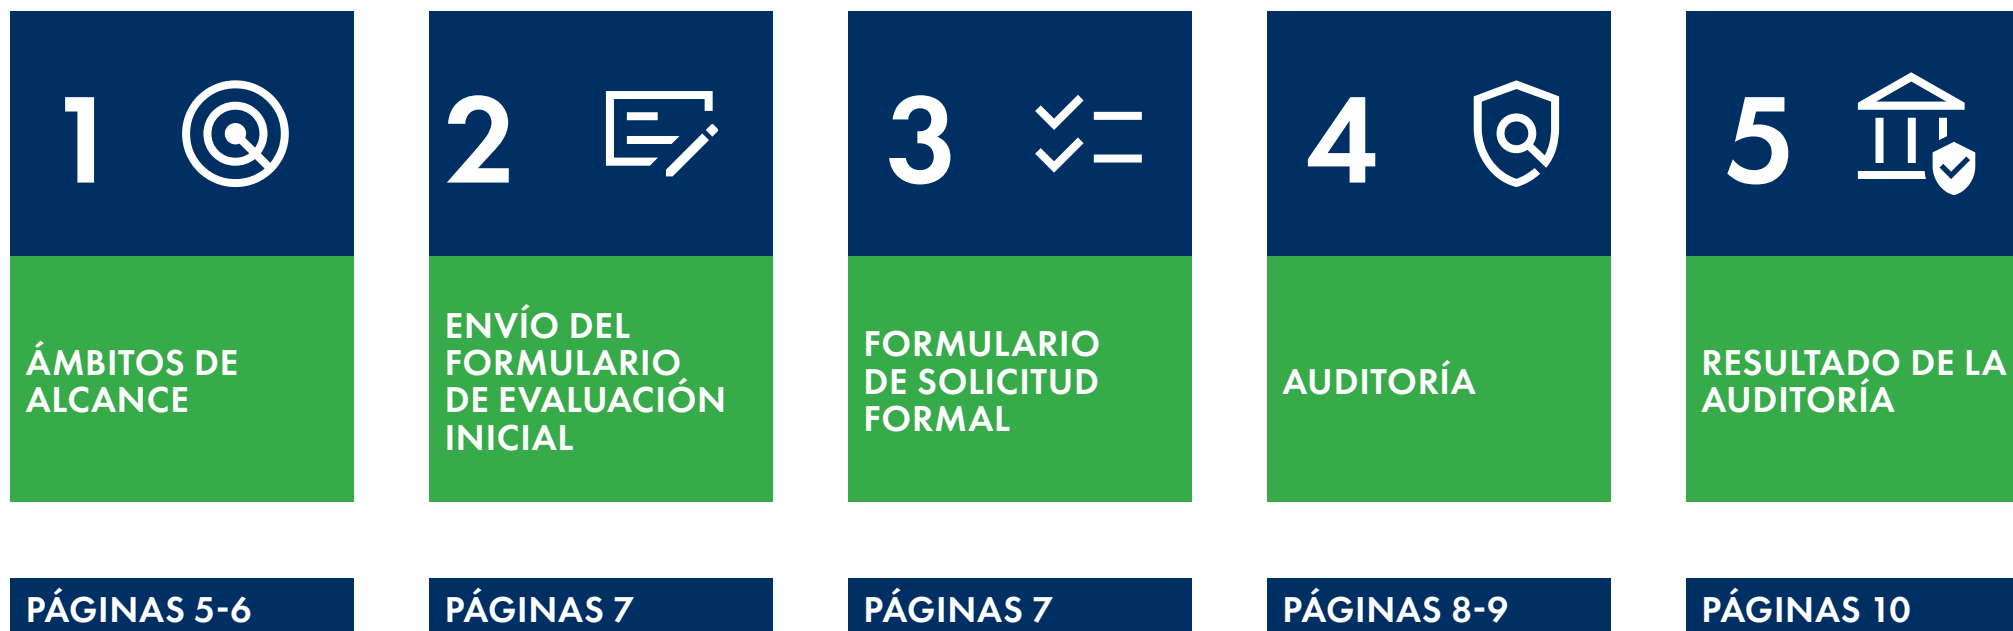 1
ÁMBITOS DE
ALCANCE
PÁGINAS 5-6
2
ENVÍO DEL
FORMULARIO
DE EVALUACIÓN
INICIAL
PÁGINAS 7
3
FORMULARIO
DE SOLICITUD
FORMAL
PÁGINAS 7
4
AUDITORÍA
PÁGINAS 8-9
5
RESULTADO DE LA
AUDITORÍA
PÁGINAS 10